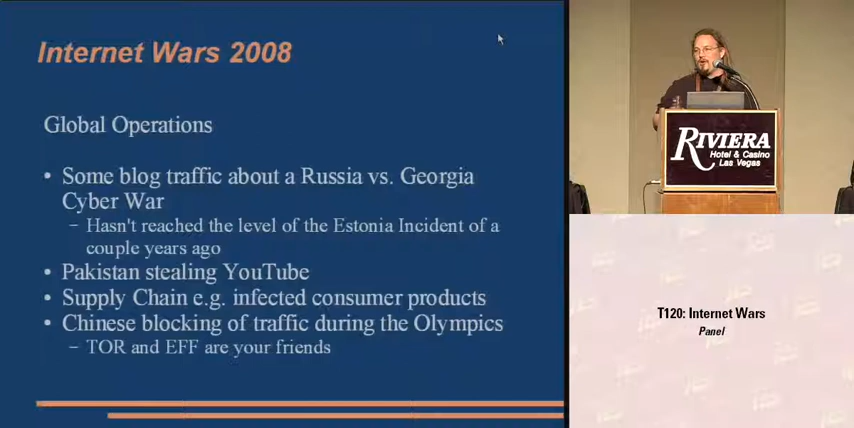 Internet Wars 2008
Global Operations
• Some blog traffic about a Russia vs. Georgia
Cyber War
– Hasn't reached the level of the Estonia Incident of a
couple years ago
• Pakistan stealing YouTube
• Supply Chain e.g. infected consumer products
• Chinese blocking of traffic during the Olympics
– TOR and EFF are your friends
RIVIERA
Hotel & Casino
Las Vegas
T120: Internet Wars
Panel